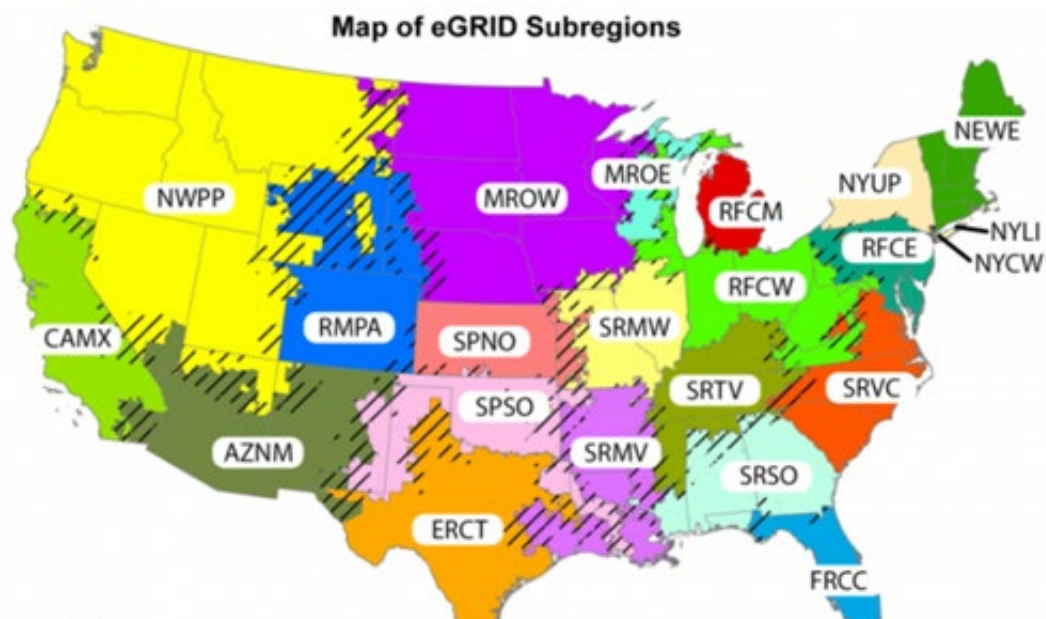 Map of eGRID Subregions
NEWE
MROE
NYUP
NWPP
MROW
RFCM
NYLI
RFCE
NYCW
RFCW
CAMX
RMPA
SRMW
SPNO
SRTV
SRVC
SPSO
AZNM
SRMV
SRSO
ERCT
FRCC